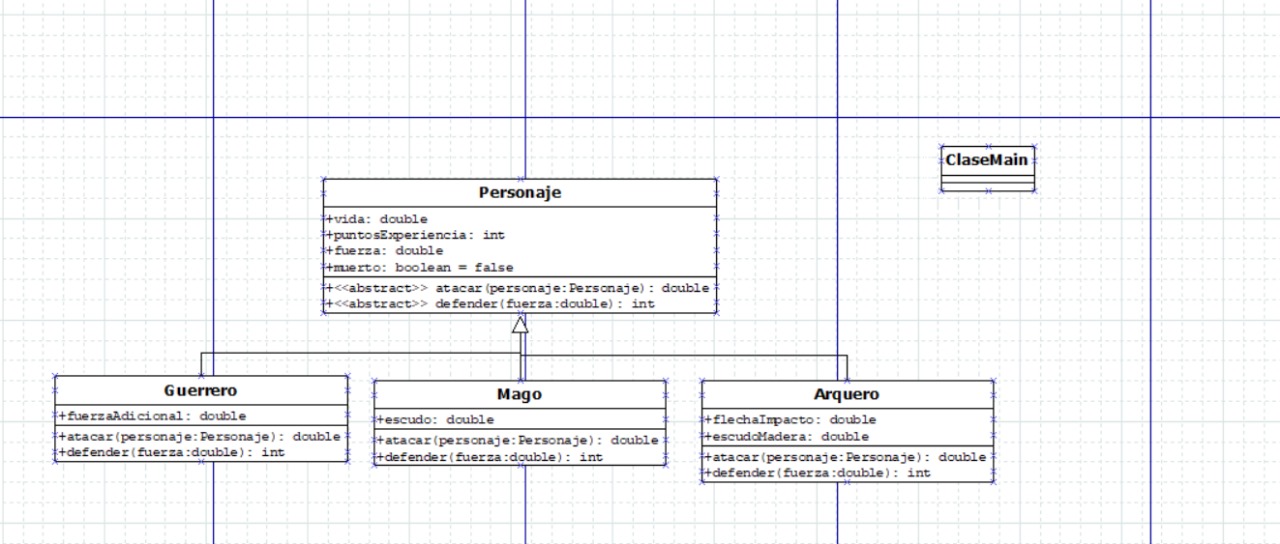 ClaseMain
Personaje
+vida: double
+puntosExperiencia: int
+fuerza: double
+muerto: boolean = false
+<<abstract>> atacar(personaje:Personaje): double
+<<abstract>> defender(fuerza:double): int
Guerrero
+fuerzaAdicional: double
+atacar(personaje:Personaje): double
+defender(fuerza:double): int
Mago
+escudo: double
+atacar(personaje:Personaje): double
+defender(fuerza:double): int
Arquero
+flechaImpacto: double
+escudoMadera: double
+atacar(personaje:Personaje): double
+defender(fuerza:double): int